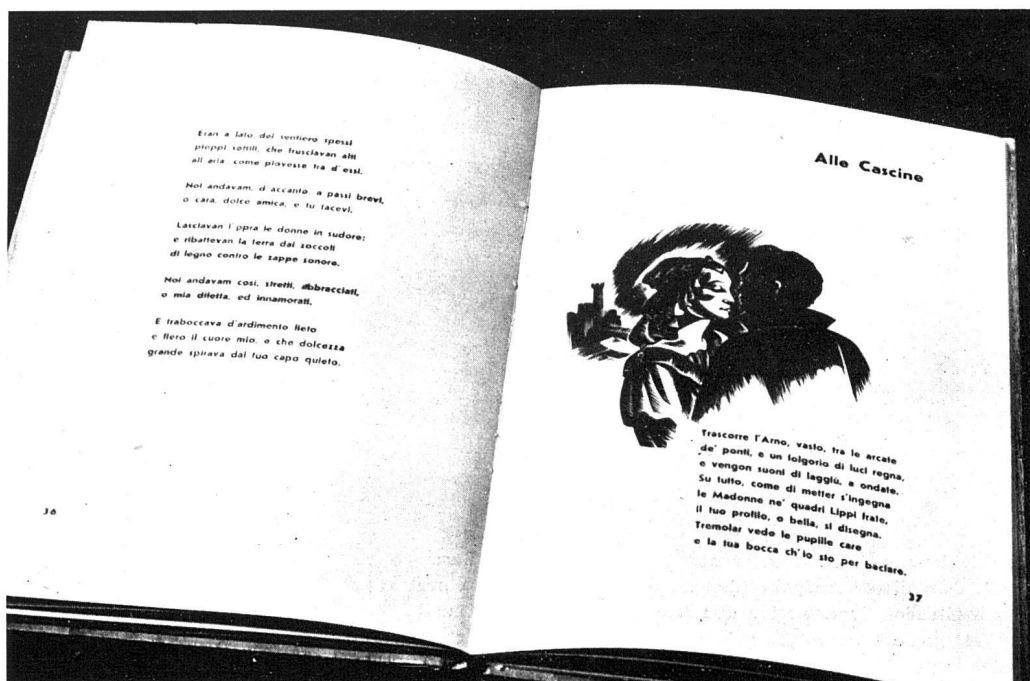 Eran a lato del sentiero spessi
pioppi sottili, che frusciavan alti
all'aria, come piovesse tra d'essi.
Noi andavam, d'accanto, a passi brevi,
o cara, dolce amica, e tu tacevi.
Lasciavan l'opra le donne in sudore;
e ribattevan la terra dai zoccoli
di legno contro le zappe sonore.
Noi andavam così, stretti, abbracciati,
o mia diletta, ed innamorati.
E traboccava d'ardimento lieto
e fiero il cuore mio, o che dolcezza
grande spirava dal tuo capo quieto.
36
Alle Cascine
Trascorre l'Arno, vasto, tra le arcate
de' ponti, e un folgorio di luci regna,
e vengon suoni di laggiù, a ondate.
Su tutto, come di metter s'ingegna
le Madonne ne' quadri Lippi frate,
il tuo profilo, o bella, si disegna.
Tremolar vedo le pupille care
e la tua bocca ch'io sto per baciare.
37